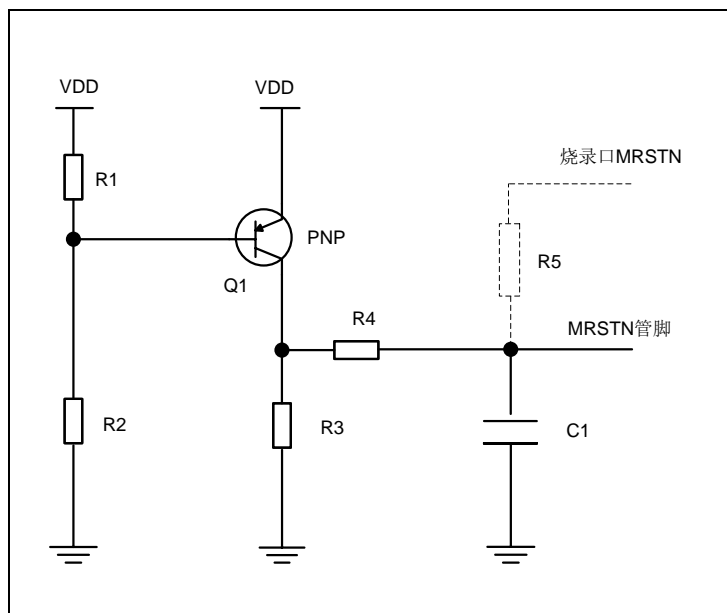 VDD
VDD
烧录口MRSTN
R1
PNP
R5
Q1
R4
MRSTN管脚
R2
R3
C1